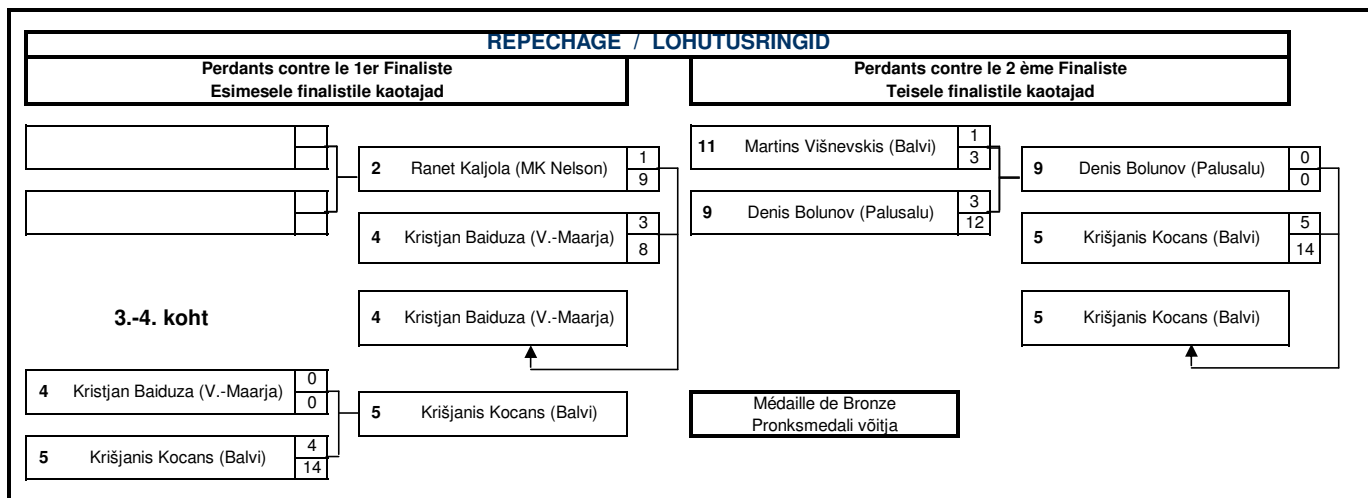 REPECHAGE / LOHUTUSRINGID
Perdants contre le 1er Finaliste
Esimesele finalistile kaotajad
Perdants contre le 2 ème Finaliste
Teisele finalistile kaotajad
2 Ranet Kaljola (MK Nelson) 1
9
4 Kristjan Baiduza (V.-Maarja) 3
8
4 Kristjan Baiduza (V.-Maarja)
11 Martins Višnevskis (Balvi) 1
3
9 Denis Bolunov (Palusalu) 3
12
9 Denis Bolunov (Palusalu) 0
0
5 Krišjanis Kocans (Balvi) 5
14
5 Krišjanis Kocans (Balvi)
3.-4. koht
4 Kristjan Baiduza (V.-Maarja) 0
0
5 Krišjanis Kocans (Balvi) 4
14
5 Krišjanis Kocans (Balvi)
Médaille de Bronze
Pronksmedali võitja